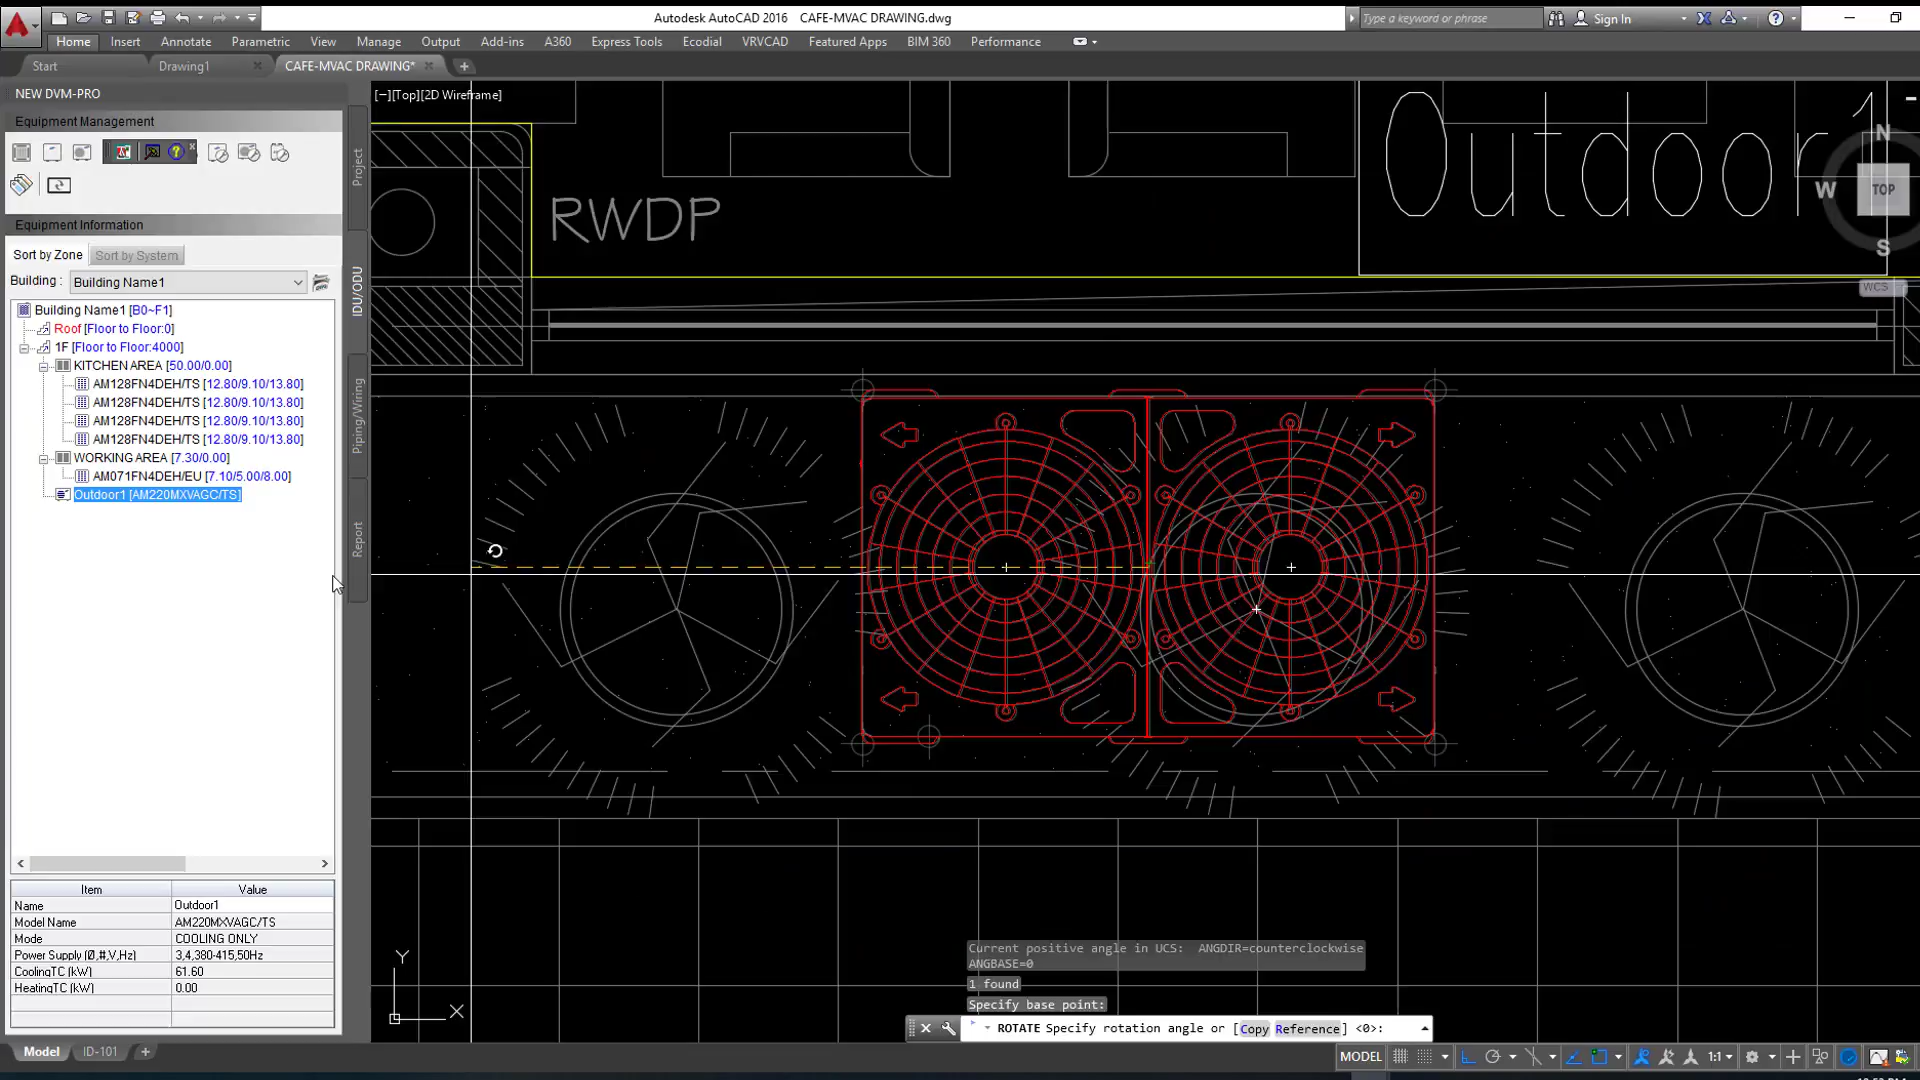 Autodesk AutoCAD 2016 CAFE-MVAC DRAWING.dwg
Type a keyword or phrase
Sign In
Home Insert Annotate Parametric View Manage Output Add-ins A360 Express Tools Ecodial VRVCAD Featured Apps BIM 360 Performance
Start Drawing1 CAFE-MVAC DRAWING*
NEW DVM-PRO
[−][Top][2D Wireframe]
Equipment Management
Equipment Information
Sort by Zone Sort by System
Building : Building Name1
Building Name1 [B0~F1]
Roof [Floor to Floor:0]
1F [Floor to Floor:4000]
KITCHEN AREA [50.00/0.00]
AM128FN4DEH/TS [12.80/9.10/13.80]
AM128FN4DEH/TS [12.80/9.10/13.80]
AM128FN4DEH/TS [12.80/9.10/13.80]
AM128FN4DEH/TS [12.80/9.10/13.80]
WORKING AREA [7.30/0.00]
AM071FN4DEH/EU [7.10/5.00/8.00]
Outdoor1 [AM220MXVAGC/TS]
Project
IDU/ODU
Piping/Wiring
Report
Item Value
Name Outdoor1
Model Name AM220MXVAGC/TS
Mode COOLING ONLY
Power Supply (Ø,#,V,Hz) 3,4,380-415,50Hz
CoolingTC (kW) 61.60
HeatingTC (kW) 0.00
RWDP
Outdoor1
N
W TOP
S
WCS
Y
X
Current positive angle in UCS: ANGDIR=counterclockwise
ANGBASE=0
1 found
Specify base point:
ROTATE Specify rotation angle or [Copy Reference] <0>:
Model ID-101
MODEL 1:1